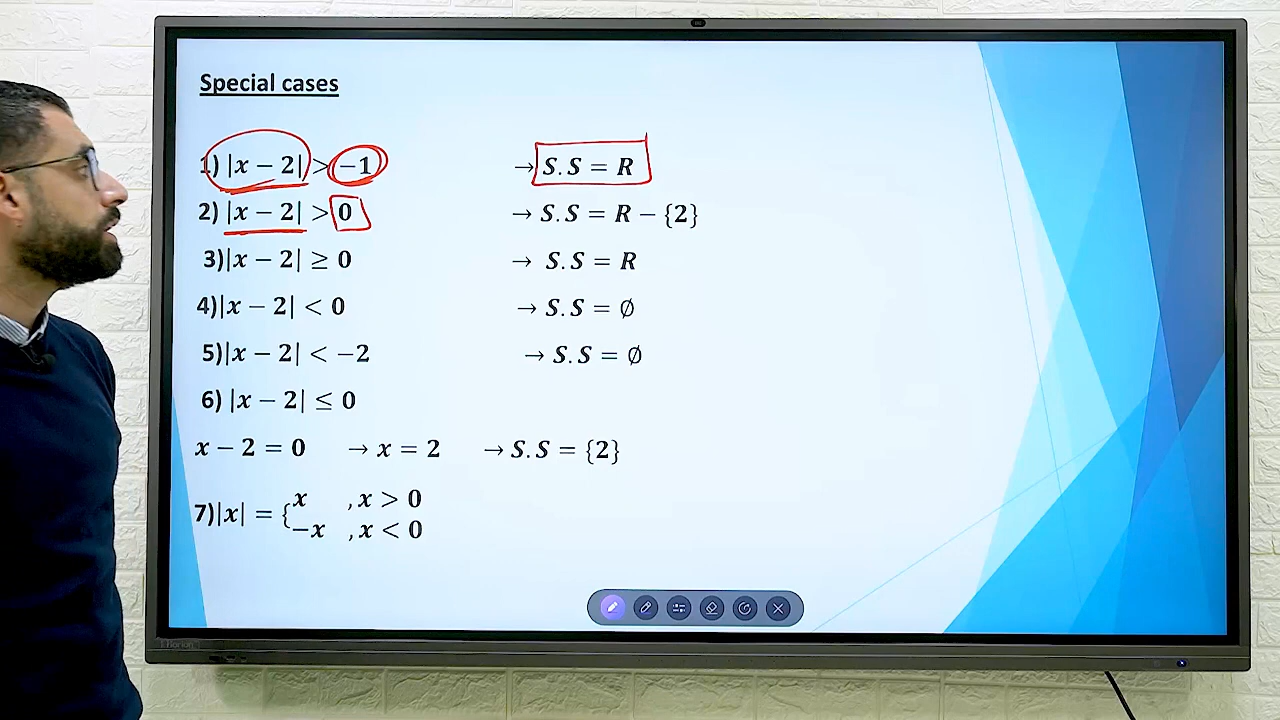 Special cases
1) |x − 2| > −1 → S.S = R
2) |x − 2| > 0 → S.S = R − {2}
3)|x − 2| ≥ 0 → S.S = R
4)|x − 2| < 0 → S.S = ∅
5)|x − 2| < −2 → S.S = ∅
6) |x − 2| ≤ 0
x − 2 = 0 → x = 2 → S.S = {2}
7)|x| = { x , x > 0
−x , x < 0